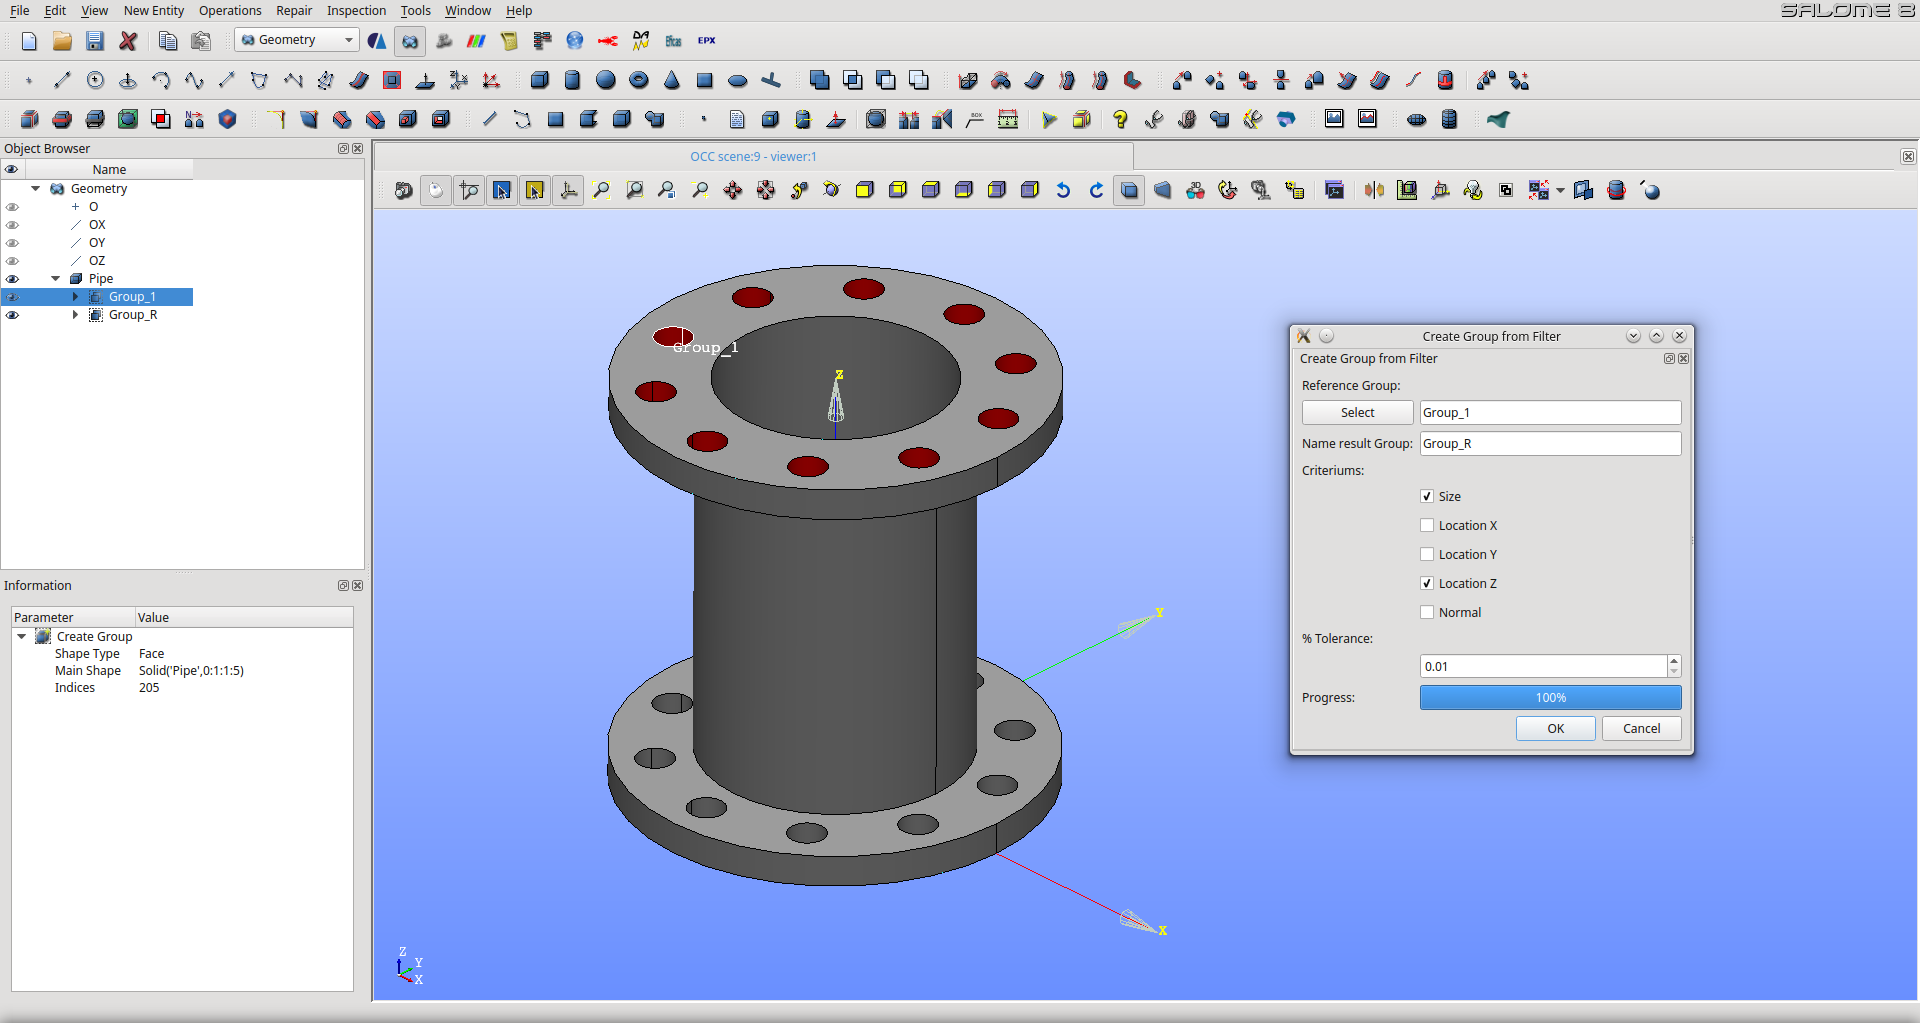 File Edit View New Entity Operations Repair Inspection Tools Window Help
SALOME 8
Geometry
EPX
Object Browser
OCC scene:9 - viewer:1
Name
Geometry
O
OX
OY
OZ
Pipe
Group_1
Group_R
Information
Parameter Value
Create Group
Shape Type Face
Main Shape Solid('Pipe',0:1:1:5)
Indices 205
Group_1
Z
Y
X
Z
Y
X
Create Group from Filter
Create Group from Filter
Reference Group:
Select Group_1
Name result Group: Group_R
Criteriums:
Size
Location X
Location Y
Location Z
Normal
% Tolerance:
0.01
Progress: 100%
OK Cancel